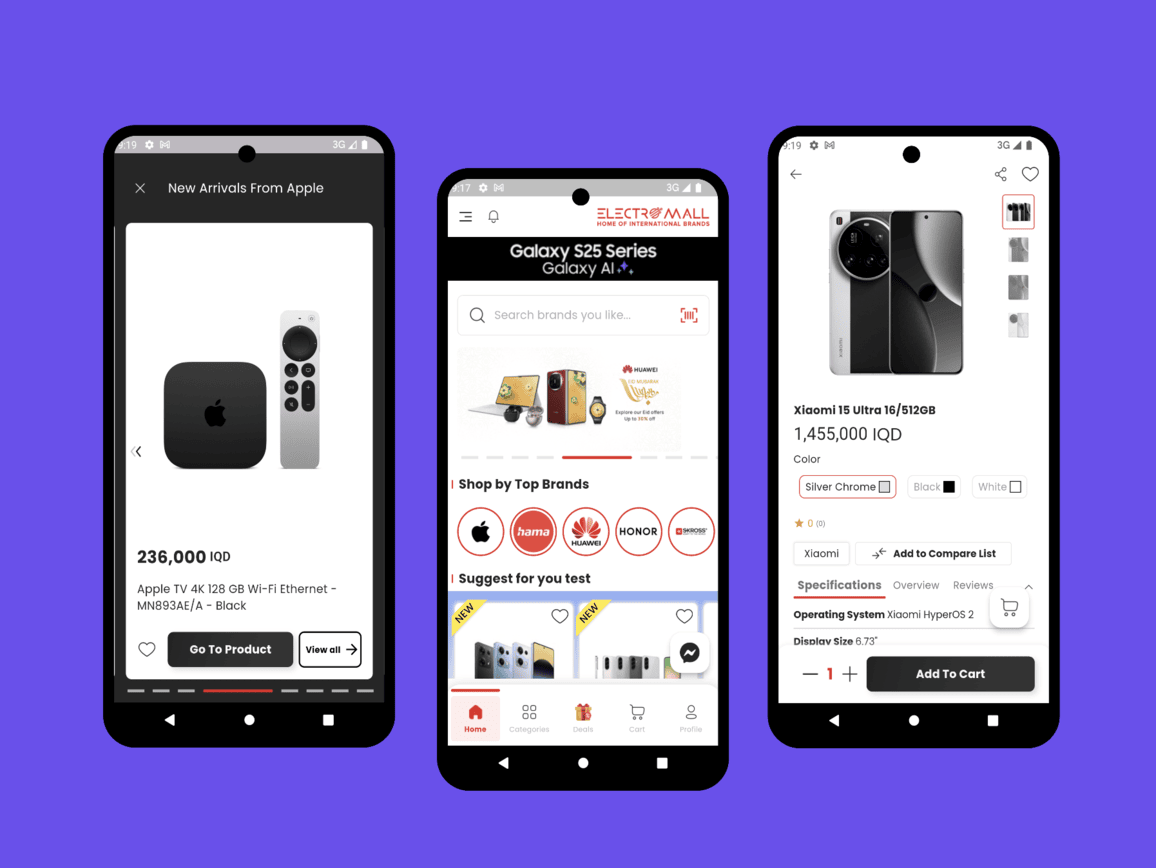 9:19
3G
New Arrivals From Apple
236,000 IQD
Apple TV 4K 128 GB Wi-Fi Ethernet -
MN893AE/A - Black
Go To Product
View all
9:17
3G
ELECTROMALL
HOME OF INTERNATIONAL BRANDS
Galaxy S25 Series
Galaxy AI
Search brands you like...
HUAWEI
EID MUBARAK
Explore our Eid offers
Up to 30% off
Shop by Top Brands
hama
HUAWEI
HONOR
SKROSS
Suggest for you test
NEW
NEW
Home
Categories
Deals
Cart
Profile
9:19
3G
XIAOMI
Xiaomi 15 Ultra 16/512GB
1,455,000 IQD
Color
Silver Chrome
Black
White
0 (0)
Xiaomi
Add to Compare List
Specifications
Overview
Reviews
Operating System Xiaomi HyperOS 2
Display Size 6.73"
1
Add To Cart